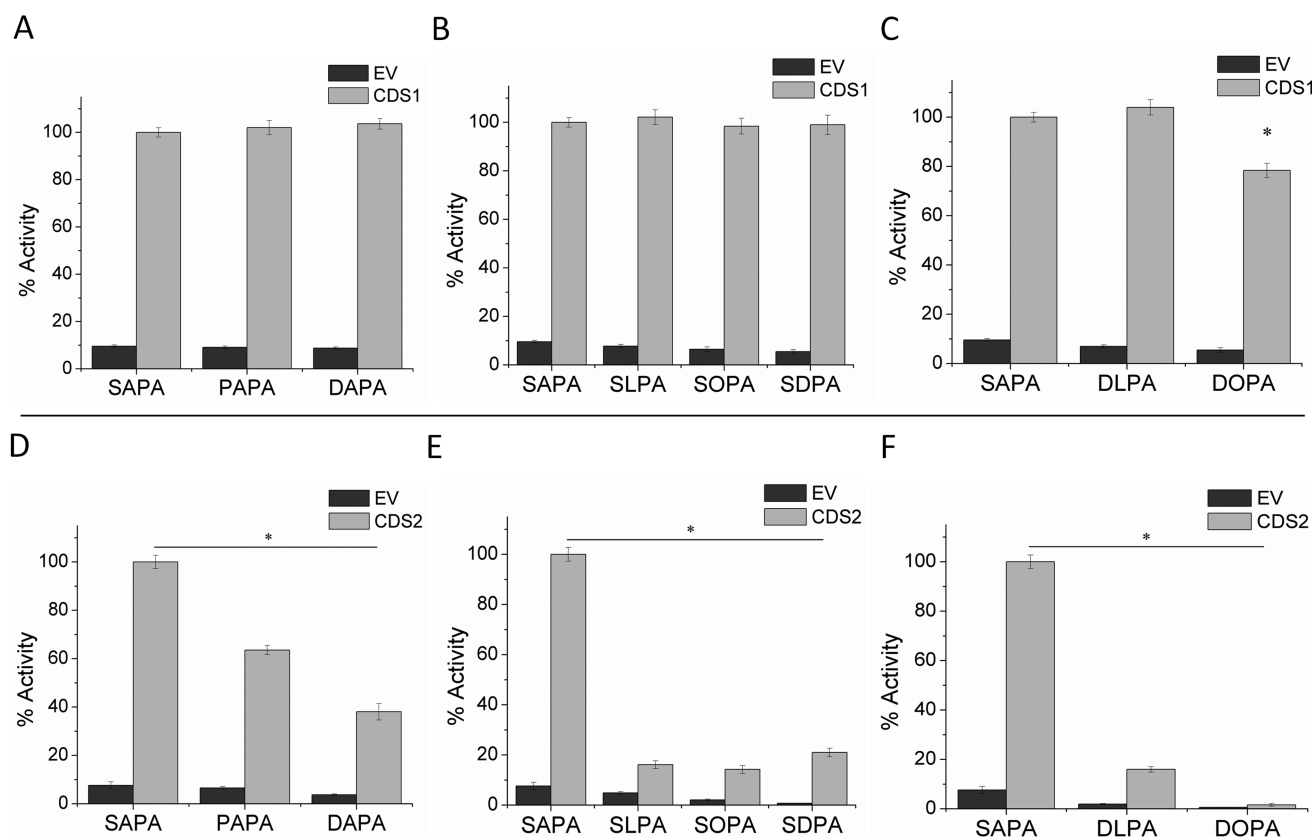 A
EV
CDS1
% Activity
100
80
60
40
20
0
SAPA PAPA DAPA
B
EV
CDS1
% Activity
100
80
60
40
20
0
SAPA SLPA SOPA SDPA
C
EV
CDS1
*
% Activity
100
80
60
40
20
0
SAPA DLPA DOPA
D
EV
CDS2
*
% Activity
100
80
60
40
20
0
SAPA PAPA DAPA
E
EV
CDS2
*
% Activity
100
80
60
40
20
0
SAPA SLPA SOPA SDPA
F
EV
CDS2
*
% Activity
100
80
60
40
20
0
SAPA DLPA DOPA